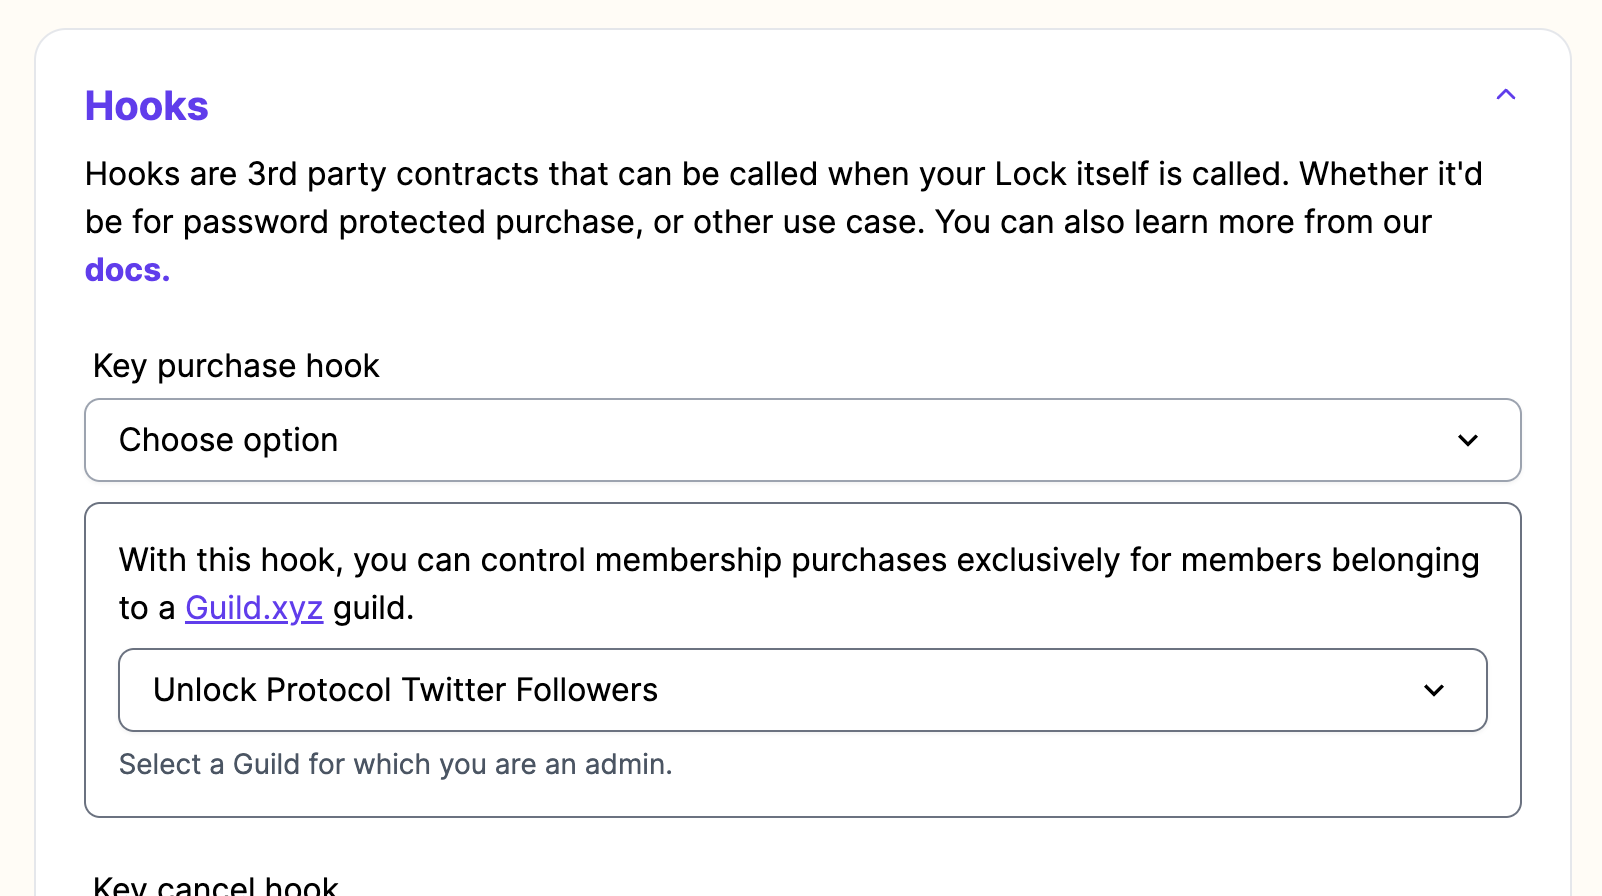 Hooks
Hooks are 3rd party contracts that can be called when your Lock itself is called. Whether it'd
be for password protected purchase, or other use case. You can also learn more from our
docs.
Key purchase hook
Choose option
With this hook, you can control membership purchases exclusively for members belonging
to a Guild.xyz guild.
Unlock Protocol Twitter Followers
Select a Guild for which you are an admin.
Key cancel hook